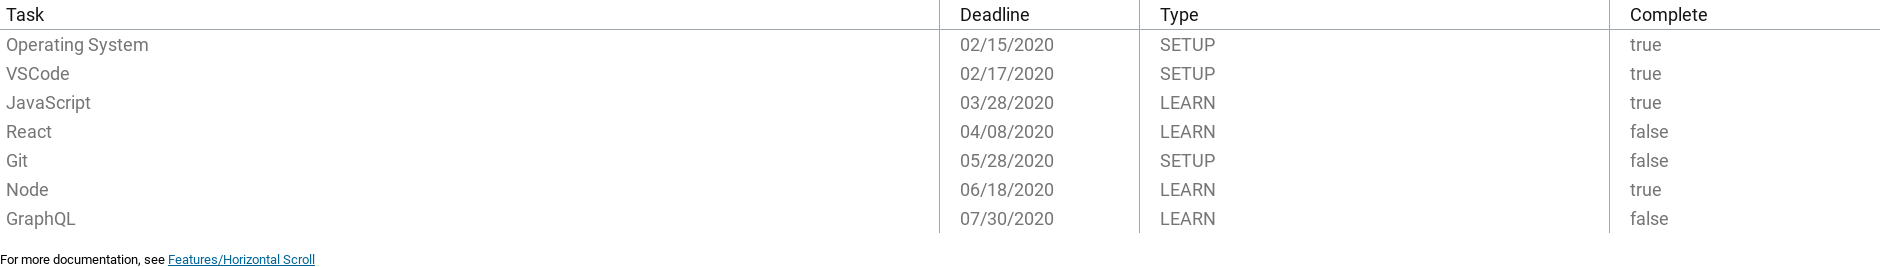 Task Deadline Type Complete
Operating System 02/15/2020 SETUP true
VSCode 02/17/2020 SETUP true
JavaScript 03/28/2020 LEARN true
React 04/08/2020 LEARN false
Git 05/28/2020 SETUP false
Node 06/18/2020 LEARN true
GraphQL 07/30/2020 LEARN false
For more documentation, see Features/Horizontal Scroll